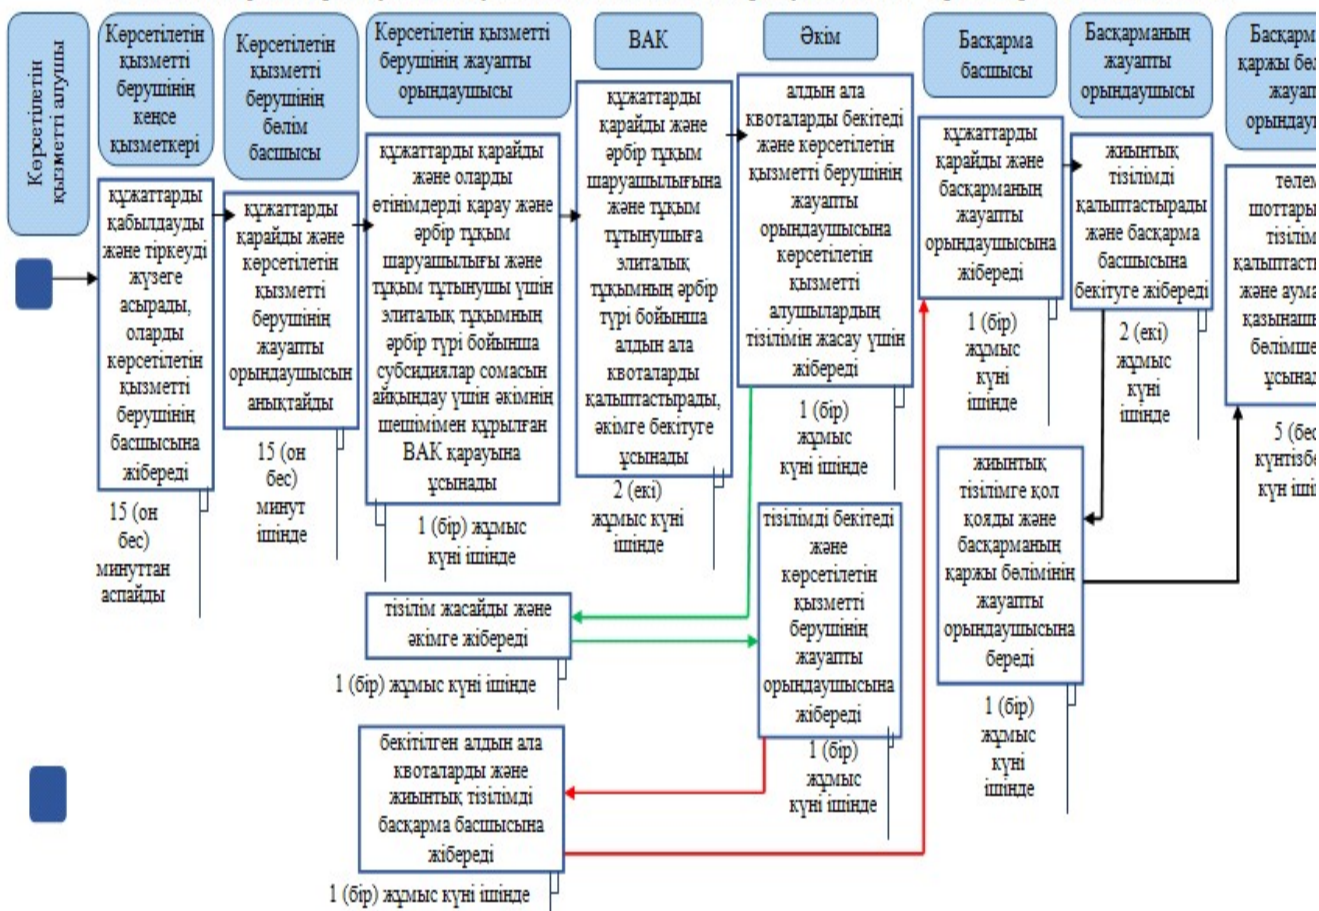 Көрсетілетін
қызметті алушы
Көрсетілетін
қызметті
берушінің
кеңсе
қызметкері
Көрсетілетін
қызметті
берушінің
бөлім
басшысы
Көрсетілетін қызметті
берушінің жауапты
орындаушысы
ВАК
Әкім
Басқарма
басшысы
Басқарманың
жауапты
орындаушысы
құжаттарды
қабылдауды
және тіркеуді
жүзеге
асырады,
оларды
көрсетілетін
қызметті
берушінің
басшысына
жібереді
15 (он
бес)
минуттан
аспайды
құжаттарды
қарайды және
көрсетілетін
қызметті
берушінің
жауапты
орындаушысын
анықтайды
15 (он
бес)
минут
ішінде
құжаттарды қарайды
және оларды
өтінімдерді қарау және
әрбір тұқым
шаруашылығы және
тұқым тұтынушы үшін
элиталық тұқымның
әрбір түрі бойынша
субсидиялар сомасын
айқындау үшін әкімнің
шешімімен құрылған
ВАК қарауына
ұсынады
1 (бір) жұмыс
күні ішінде
құжаттарды
қарайды және
әрбір тұқым
шаруашылығына
және тұқым
тұтынушыға
элиталық
тұқымның әрбір
түрі бойынша
алдын ала
квоталарды
қалыптастырады,
әкімге бекітуге
ұсынады
2 (екі)
жұмыс күні
ішінде
алдын ала
квоталарды бекітеді
және көрсетілетін
қызметті берушінің
жауапты
орындаушысына
көрсетілетін
қызметті
алушылардың
тізілімін жасау үшін
жібереді
1 (бір)
жұмыс
күні ішінде
құжаттарды
қарайды және
басқарманың
жауапты
орындаушысына
жібереді
1 (бір)
жұмыс
күні
ішінде
жиынтық
тізілімді
қалыптастырады
және басқарма
басшысына
бекітуге жібереді
2 (екі)
жұмыс
күні
ішінде
тізілім жасайды және
әкімге жібереді
1 (бір) жұмыс күні ішінде
тізілімді бекітеді
және
көрсетілетін
қызметті
берушінің
жауапты
орындаушысына
жібереді
1 (бір)
жұмыс
күні ішінде
жиынтық
тізілімге қол
қояды және
басқарманың
қаржы бөлімінің
жауапты
орындаушысына
береді
1 (бір)
жұмыс
күні
ішінде
бекітілген алдын ала
квоталарды және
жиынтық тізілімді
басқарма басшысына
жібереді
1 (бір) жұмыс күні ішінде